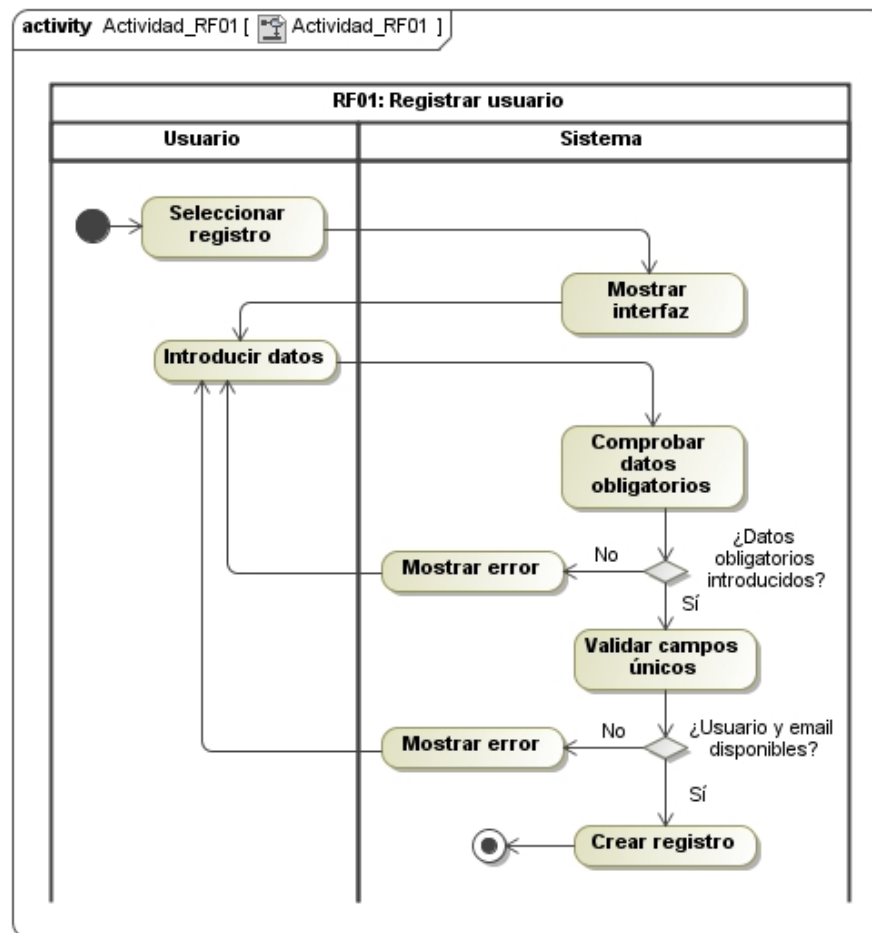 activity Actividad_RF01 [ Actividad_RF01 ]
RF01: Registrar usuario
Usuario
Sistema
Seleccionar
registro
Mostrar
interfaz
Introducir datos
Comprobar
datos
obligatorios
¿Datos
obligatorios
introducidos?
No
Mostrar error
Sí
Validar campos
únicos
¿Usuario y email
disponibles?
No
Mostrar error
Sí
Crear registro